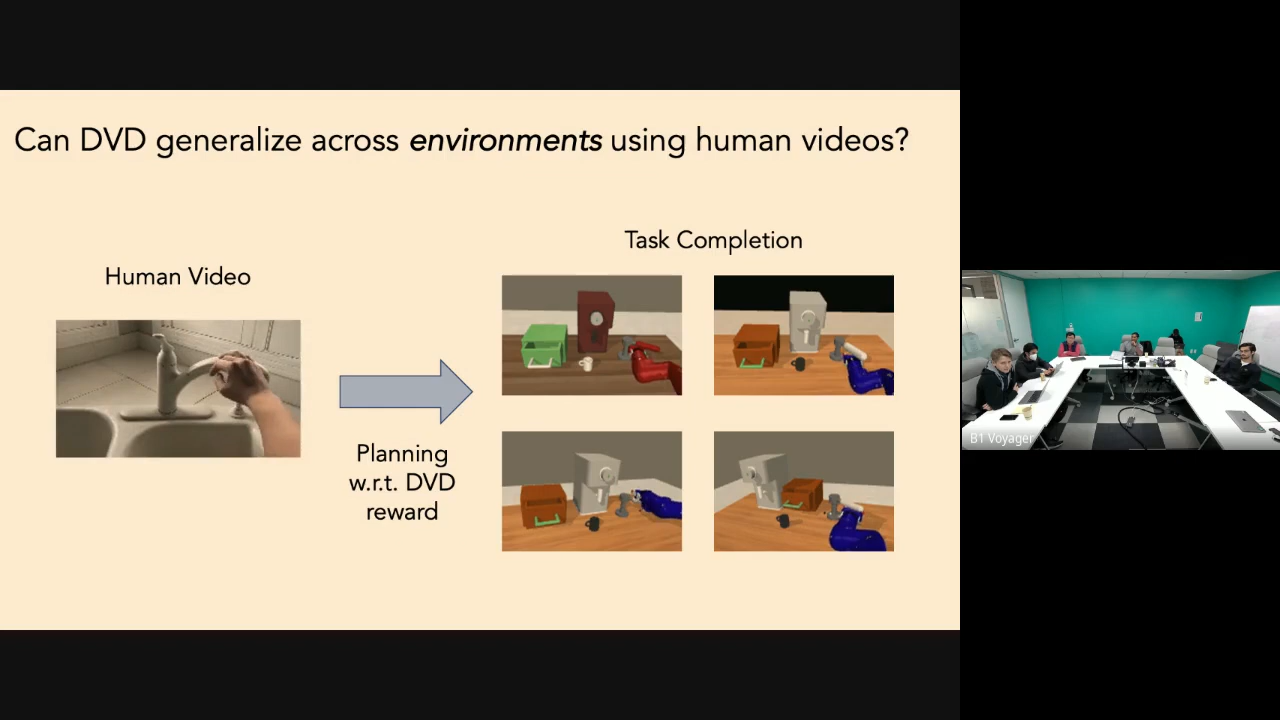 Can DVD generalize across environments using human videos?
Task Completion
Human Video
Planning
w.r.t. DVD
reward
B1 Voyager